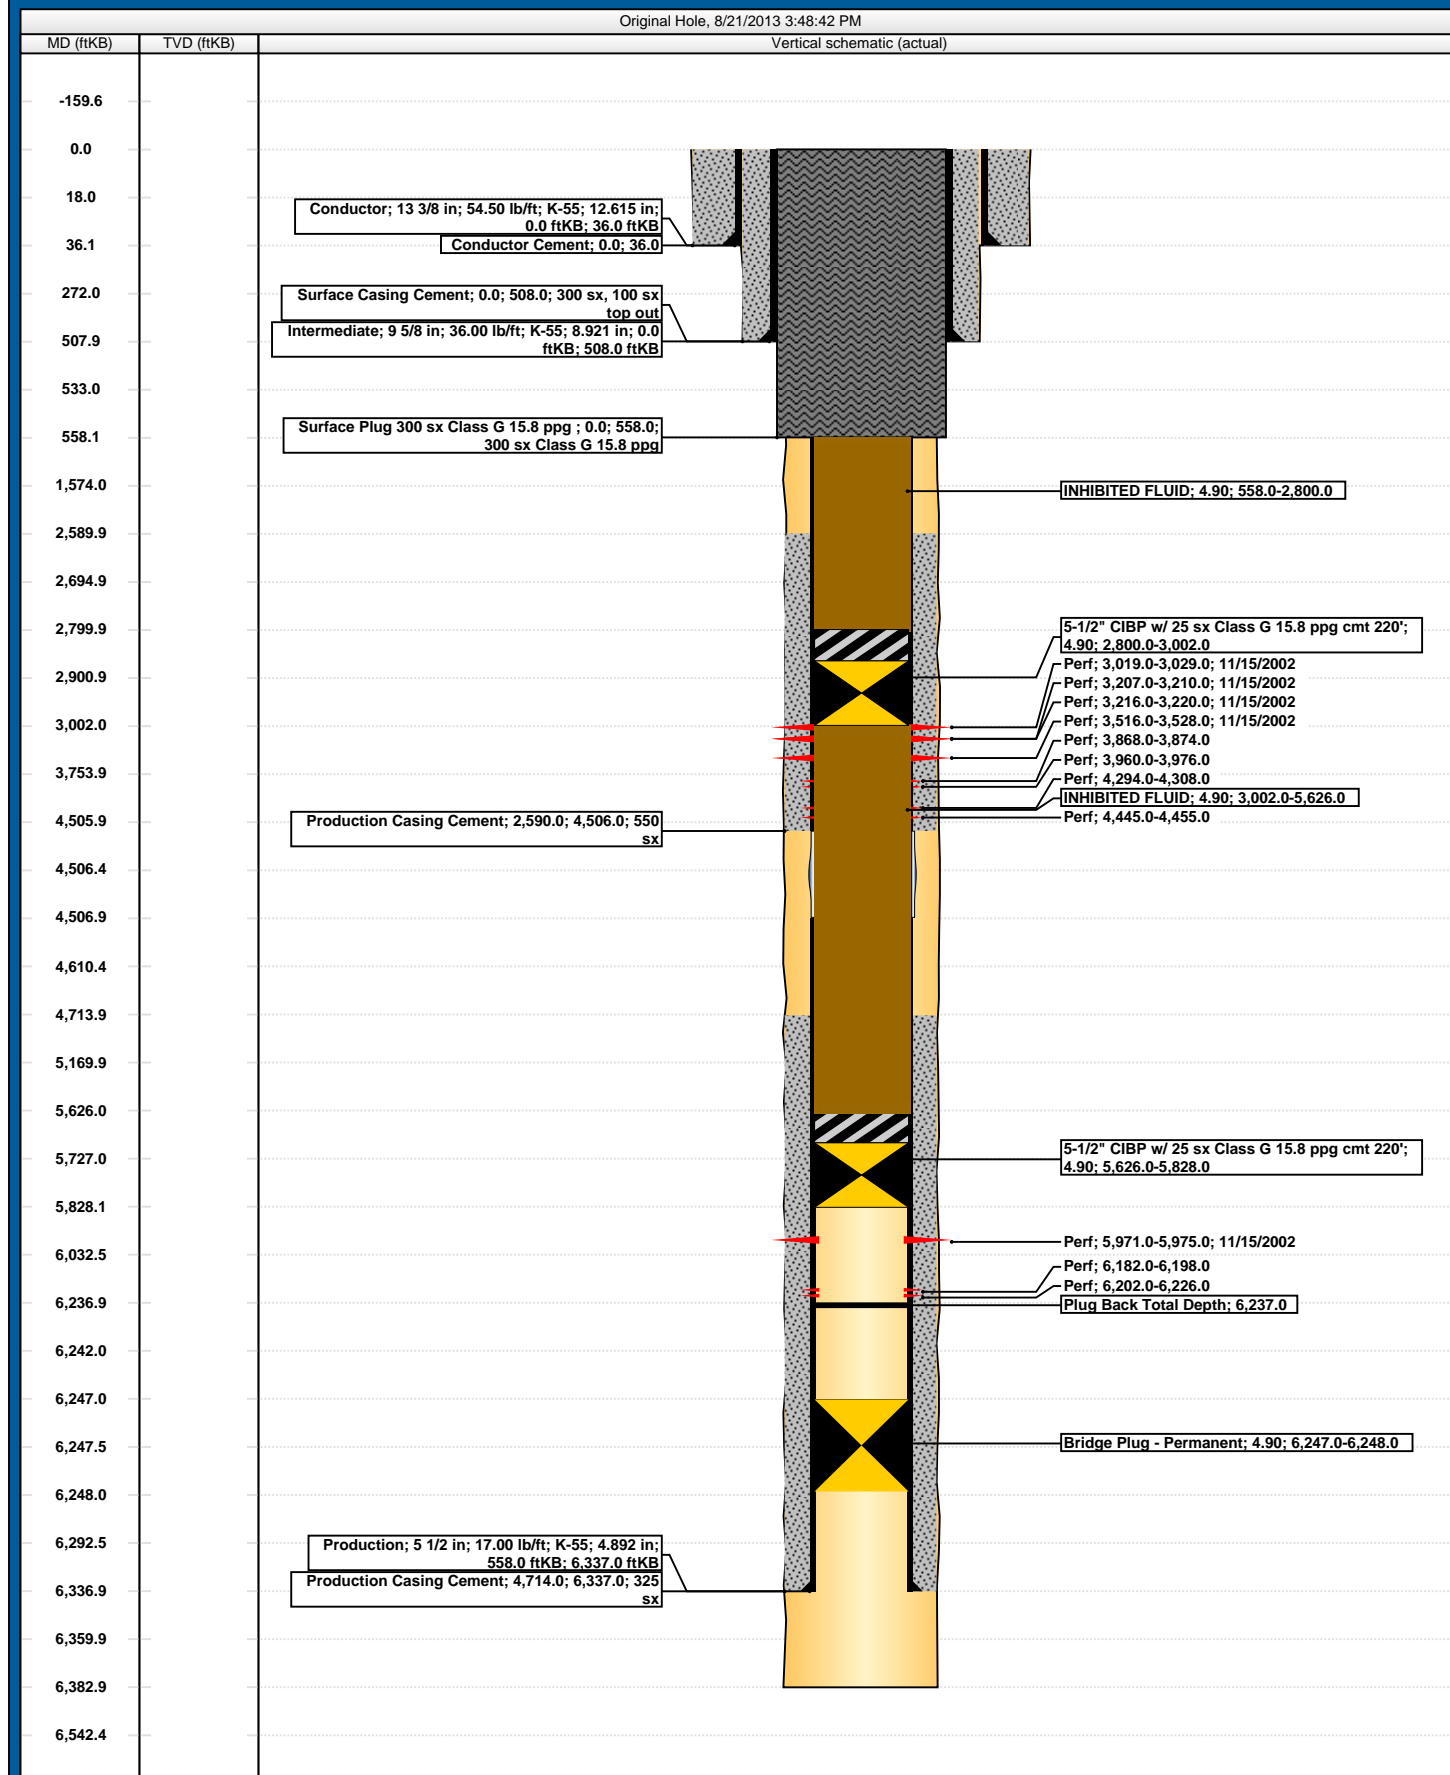 Original Hole, 8/21/2013 3:48:42 PM
MD (ftKB)
TVD (ftKB)
Vertical schematic (actual)
-159.6
0.0
18.0
36.1
272.0
507.9
533.0
558.1
1,574.0
2,589.9
2,694.9
2,799.9
2,900.9
3,002.0
3,753.9
4,505.9
4,506.4
4,506.9
4,610.4
4,713.9
5,169.9
5,626.0
5,727.0
5,828.1
6,032.5
6,236.9
6,242.0
6,247.0
6,247.5
6,248.0
6,292.5
6,336.9
6,359.9
6,382.9
6,542.4
Conductor; 13 3/8 in; 54.50 lb/ft; K-55; 12.615 in;
0.0 ftKB; 36.0 ftKB
Conductor Cement; 0.0; 36.0
Surface Casing Cement; 0.0; 508.0; 300 sx, 100 sx
top out
Intermediate; 9 5/8 in; 36.00 lb/ft; K-55; 8.921 in; 0.0
ftKB; 508.0 ftKB
Surface Plug 300 sx Class G 15.8 ppg ; 0.0; 558.0;
300 sx Class G 15.8 ppg
Production Casing Cement; 2,590.0; 4,506.0; 550
sx
Production; 5 1/2 in; 17.00 lb/ft; K-55; 4.892 in;
558.0 ftKB; 6,337.0 ftKB
Production Casing Cement; 4,714.0; 6,337.0; 325
sx
INHIBITED FLUID; 4.90; 558.0-2,800.0
5-1/2" CIBP w/ 25 sx Class G 15.8 ppg cmt 220';
4.90; 2,800.0-3,002.0
Perf; 3,019.0-3,029.0; 11/15/2002
Perf; 3,207.0-3,210.0; 11/15/2002
Perf; 3,216.0-3,220.0; 11/15/2002
Perf; 3,516.0-3,528.0; 11/15/2002
Perf; 3,868.0-3,874.0
Perf; 3,960.0-3,976.0
Perf; 4,294.0-4,308.0
INHIBITED FLUID; 4.90; 3,002.0-5,626.0
Perf; 4,445.0-4,455.0
5-1/2" CIBP w/ 25 sx Class G 15.8 ppg cmt 220';
4.90; 5,626.0-5,828.0
Perf; 5,971.0-5,975.0; 11/15/2002
Perf; 6,182.0-6,198.0
Perf; 6,202.0-6,226.0
Plug Back Total Depth; 6,237.0
Bridge Plug - Permanent; 4.90; 6,247.0-6,248.0